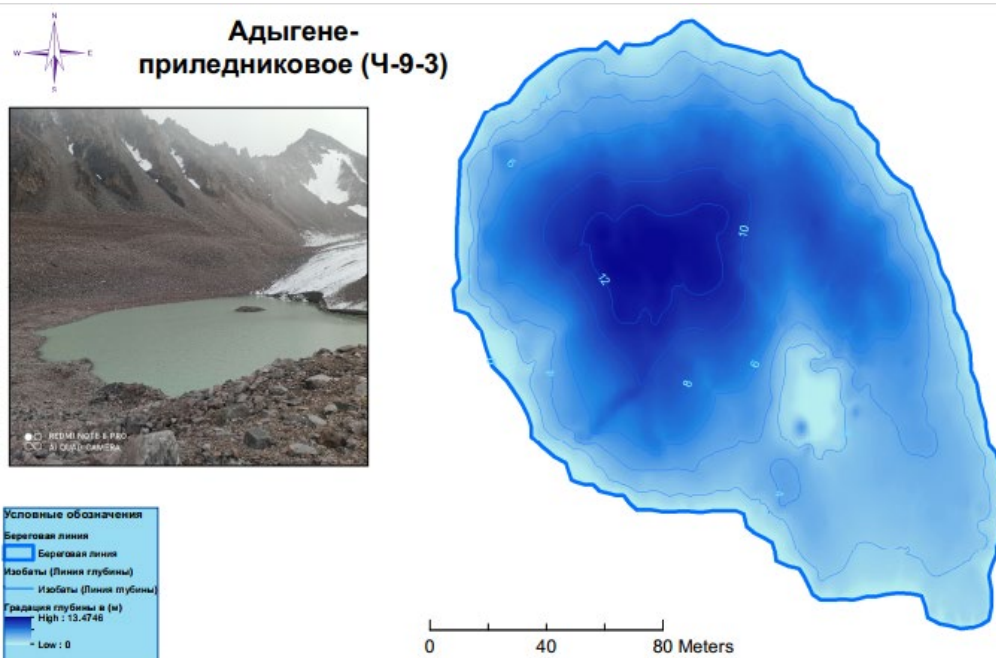 Адыгене-
приледниковое (Ч-9-3)
N
W
E
S
REDMI NOTE 8 PRO
AI QUAD CAMERA
6
10
12
8
6
4
Условные обозначения
Береговая линия
Береговая линия
Изобаты (Линия глубины)
Изобаты (Линия глубины)
Градация глубины в (м)
High : 13.4746
Low : 0
0
40
80 Meters